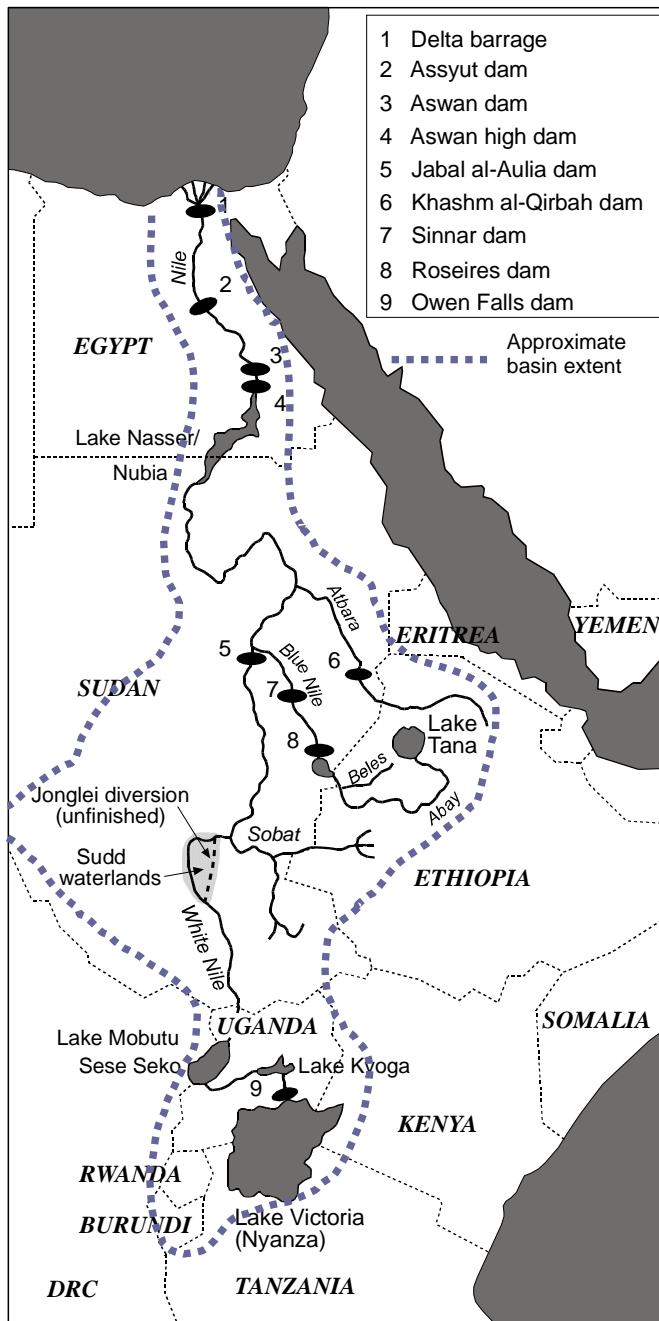 1 Delta barrage
2 Assyut dam
3 Aswan dam
4 Aswan high dam
5 Jabal al-Aulia dam
6 Khashm al-Qirbah dam
7 Sinnar dam
8 Roseires dam
9 Owen Falls dam
Approximate
basin extent
1
Nile
2
EGYPT
3
4
Lake Nasser/
Nubia
Atbara
ERITREA
YEMEN
5
Blue Nile
6
SUDAN
7
Lake
Tana
8
Beles
Abay
Jonglei diversion
(unfinished)
Sobat
Sudd
waterlands
ETHIOPIA
White Nile
UGANDA
SOMALIA
Lake Mobutu
Sese Seko
Lake Kyoga
9
KENYA
RWANDA
BURUNDI
Lake Victoria
(Nyanza)
DRC
TANZANIA